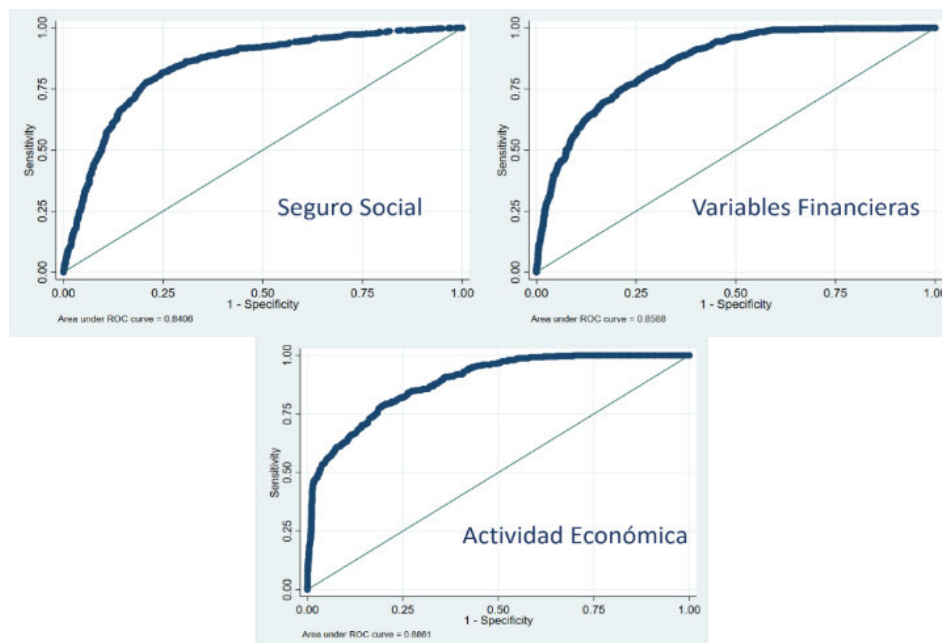 1.00
0.75
0.50
0.25
0.00
Sensitivity
Seguro Social
0.00 0.25 0.50 0.75 1.00
1 - Specificity
Area under ROC curve = 0.8406
1.00
0.75
0.50
0.25
0.00
Sensitivity
Variables Financieras
0.00 0.25 0.50 0.75 1.00
1 - Specificity
Area under ROC curve = 0.8588
1.00
0.75
0.50
0.25
0.00
Sensitivity
Actividad Económica
0.00 0.25 0.50 0.75 1.00
1 - Specificity
Area under ROC curve = 0.8861